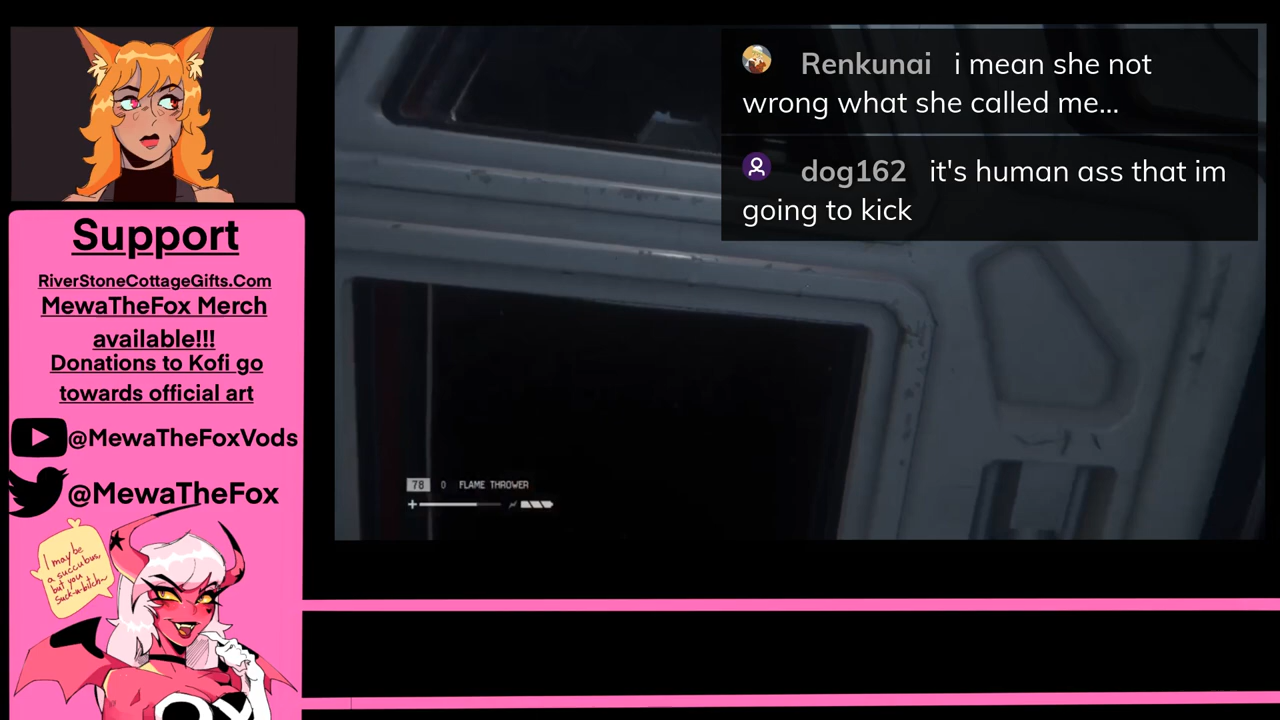 Renkunai i mean she not
wrong what she called me...
dog162 it's human ass that im
going to kick
Support
RiverStoneCottageGifts.Com
MewaTheFox Merch
available!!!
Donations to Kofi go
towards official art
@MewaTheFoxVods
@MewaTheFox
I may be
a succubus,
but you
suck-a-bitch~
78 0 FLAME THROWER